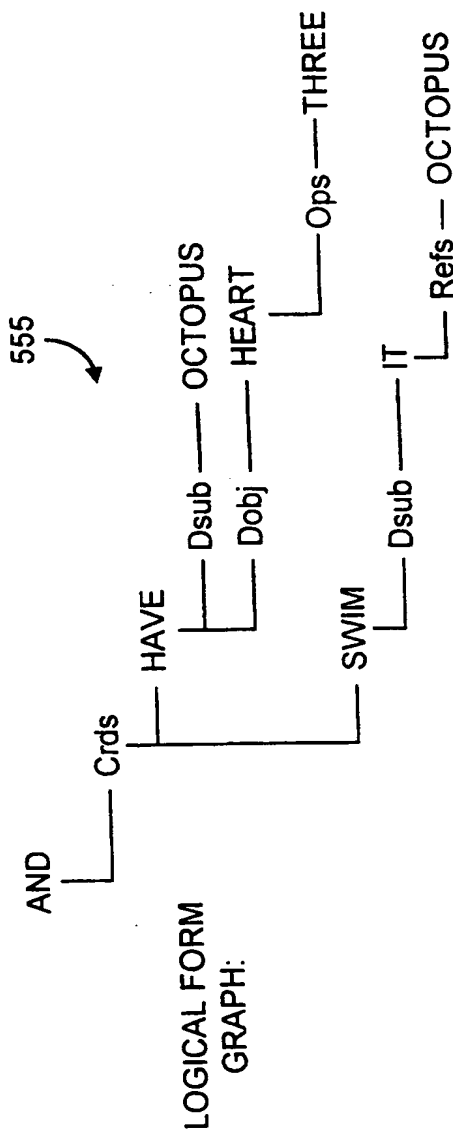 555
AND
Crds
HAVE
Dsub — OCTOPUS
Dobj — HEART
Ops — THREE
SWIM
Dsub — IT
Refs — OCTOPUS
LOGICAL FORM
GRAPH: